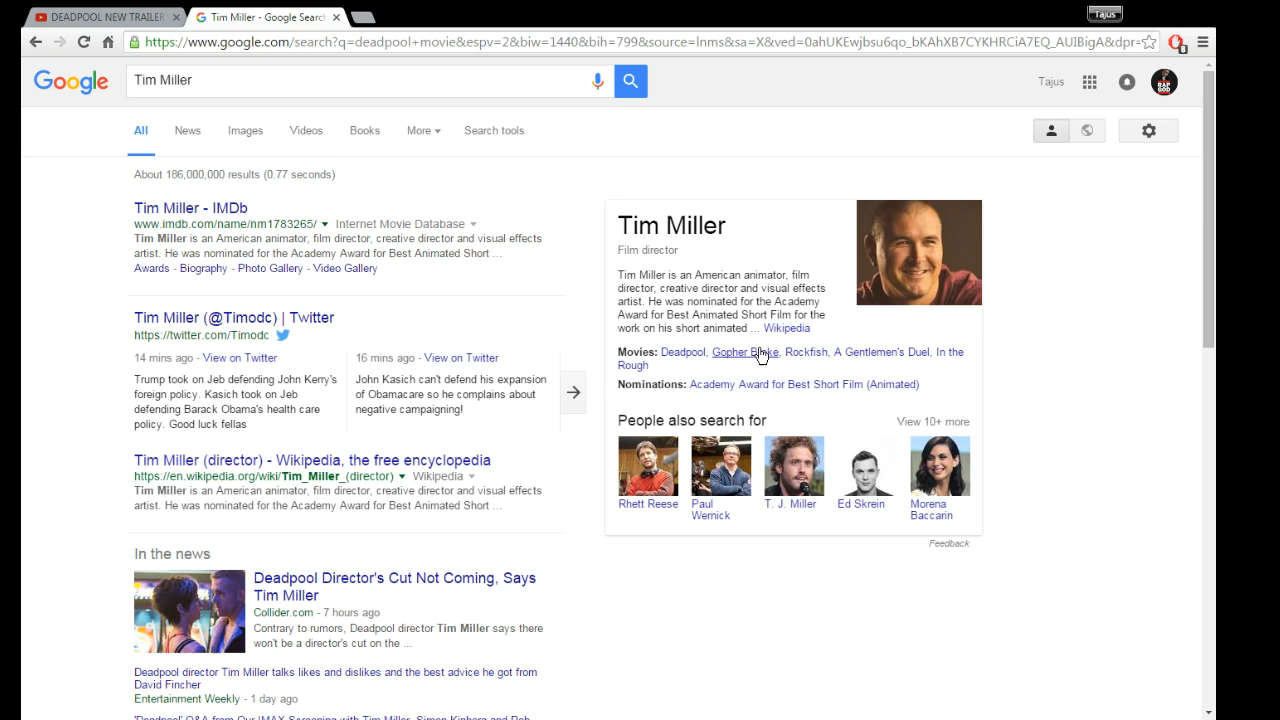 DEADPOOL NEW TRAILER
Tim Miller - Google Search
Tajus
https://www.google.com/search?q=deadpool+movie&espv=2&biw=1440&bih=799&source=lnms&sa=X&ved=
Google
Tim Miller
Tajus
All News Images Videos Books More Search tools
About 186,000,000 results (0.77 seconds)
Tim Miller - IMDb
www.imdb.com/name/nm1783265/ Internet Movie Database
Tim Miller is an American animator, film director, creative director and visual effects
artist. He was nominated for the Academy Award for Best Animated Short ...
Awards - Biography - Photo Gallery - Video Gallery
Tim Miller (@Timodc) | Twitter
https://twitter.com/Timodc
14 mins ago - View on Twitter
Trump took on Jeb defending John Kerry's
foreign policy. Kasich took on Jeb
defending Barack Obama's health care
policy. Good luck fellas
16 mins ago - View on Twitter
John Kasich can't defend his expansion
of Obamacare so he complains about
negative campaigning!
Tim Miller (director) - Wikipedia, the free encyclopedia
https://en.wikipedia.org/wiki/Tim_Miller_(director) Wikipedia
Tim Miller is an American animator, film director, creative director and visual effects
artist. He was nominated for the Academy Award for Best Animated Short ...
In the news
Deadpool Director's Cut Not Coming, Says
Tim Miller
Collider.com - 7 hours ago
Contrary to rumors, Deadpool director Tim Miller says there
won't be a director's cut on the ...
Deadpool director Tim Miller talks likes and dislikes and the best advice he got from
David Fincher
Entertainment Weekly - 1 day ago
'Deadpool' Q&A from Our IMAX Screening with Tim Miller, Simon Kinberg and Rob
Tim Miller
Film director
Tim Miller is an American animator, film
director, creative director and visual effects
artist. He was nominated for the Academy
Award for Best Animated Short Film for the
work on his short animated ... Wikipedia
Movies: Deadpool, Gopher Broke, Rockfish, A Gentlemen's Duel, In the
Rough
Nominations: Academy Award for Best Short Film (Animated)
People also search for
View 10+ more
Rhett Reese
Paul
Wernick
T. J. Miller
Ed Skrein
Morena
Baccarin
Feedback